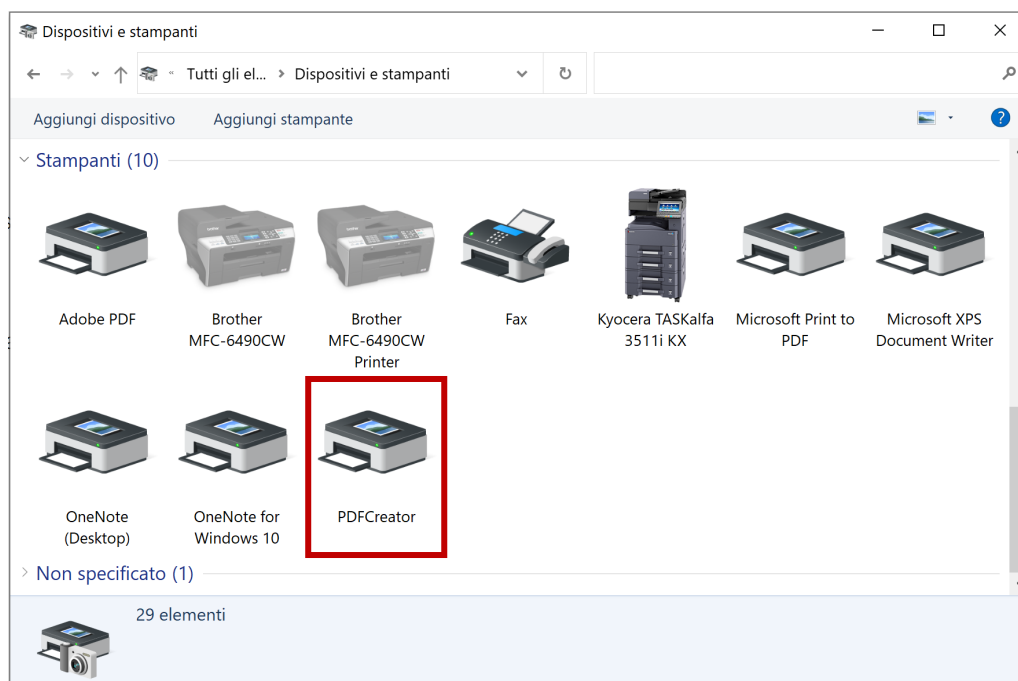 Dispositivi e stampanti
« Tutti gli el... > Dispositivi e stampanti
Aggiungi dispositivo Aggiungi stampante ?
Stampanti (10)
Adobe PDF
Brother
MFC-6490CW
Brother
MFC-6490CW
Printer
Fax
Kyocera TASKalfa
3511i KX
Microsoft Print to
PDF
Microsoft XPS
Document Writer
OneNote
(Desktop)
OneNote for
Windows 10
PDFCreator
Non specificato (1)
29 elementi